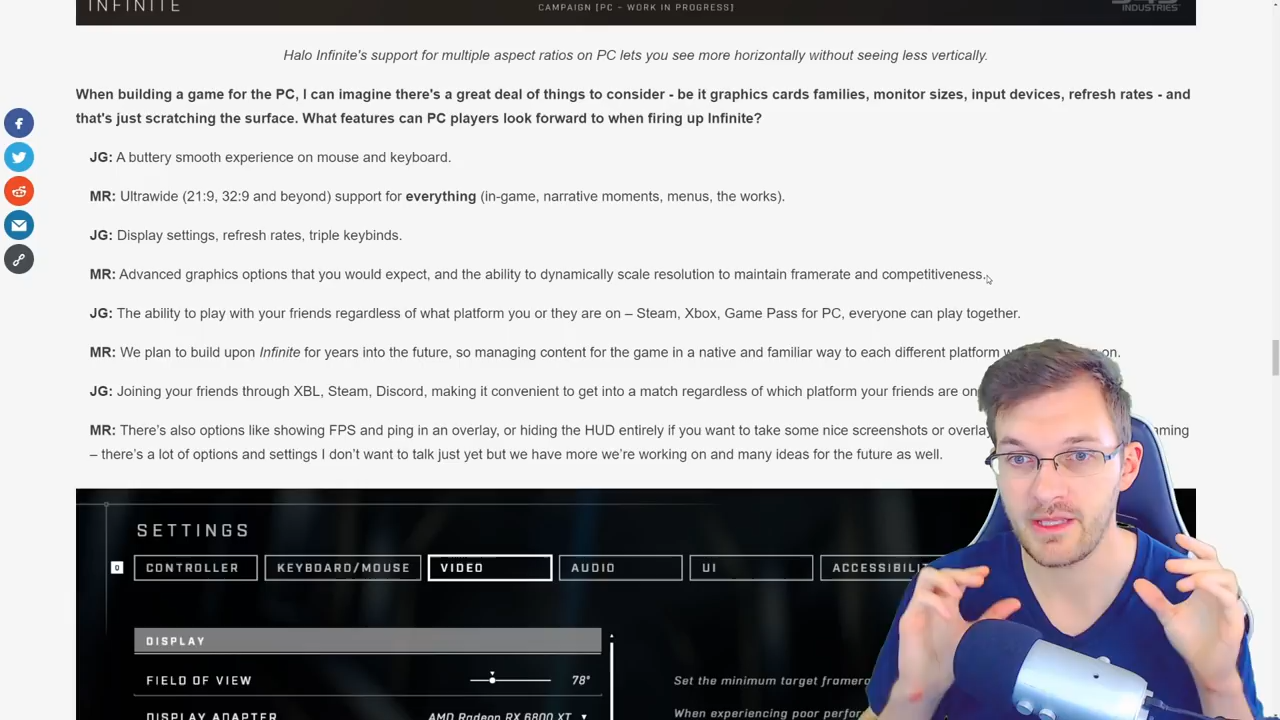 INFINITE
CAMPAIGN [PC – WORK IN PROGRESS]
INDUSTRIES
Halo Infinite's support for multiple aspect ratios on PC lets you see more horizontally without seeing less vertically.
When building a game for the PC, I can imagine there's a great deal of things to consider - be it graphics cards families, monitor sizes, input devices, refresh rates - and
that's just scratching the surface. What features can PC players look forward to when firing up Infinite?
JG: A buttery smooth experience on mouse and keyboard.
MR: Ultrawide (21:9, 32:9 and beyond) support for everything (in-game, narrative moments, menus, the works).
JG: Display settings, refresh rates, triple keybinds.
MR: Advanced graphics options that you would expect, and the ability to dynamically scale resolution to maintain framerate and competitiveness.
JG: The ability to play with your friends regardless of what platform you or they are on – Steam, Xbox, Game Pass for PC, everyone can play together.
MR: We plan to build upon Infinite for years into the future, so managing content for the game in a native and familiar way to each different platform on.
JG: Joining your friends through XBL, Steam, Discord, making it convenient to get into a match regardless of which platform your friends are on
MR: There's also options like showing FPS and ping in an overlay, or hiding the HUD entirely if you want to take some nice screenshots or overlay
– there's a lot of options and settings I don't want to talk just yet but we have more we're working on and many ideas for the future as well.
SETTINGS
CONTROLLER KEYBOARD/MOUSE VIDEO AUDIO UI
DISPLAY
FIELD OF VIEW 78°
Set the minimum target
DISPLAY ADAPTER AMD Radeon RX 6800 XT
When experiencing poor